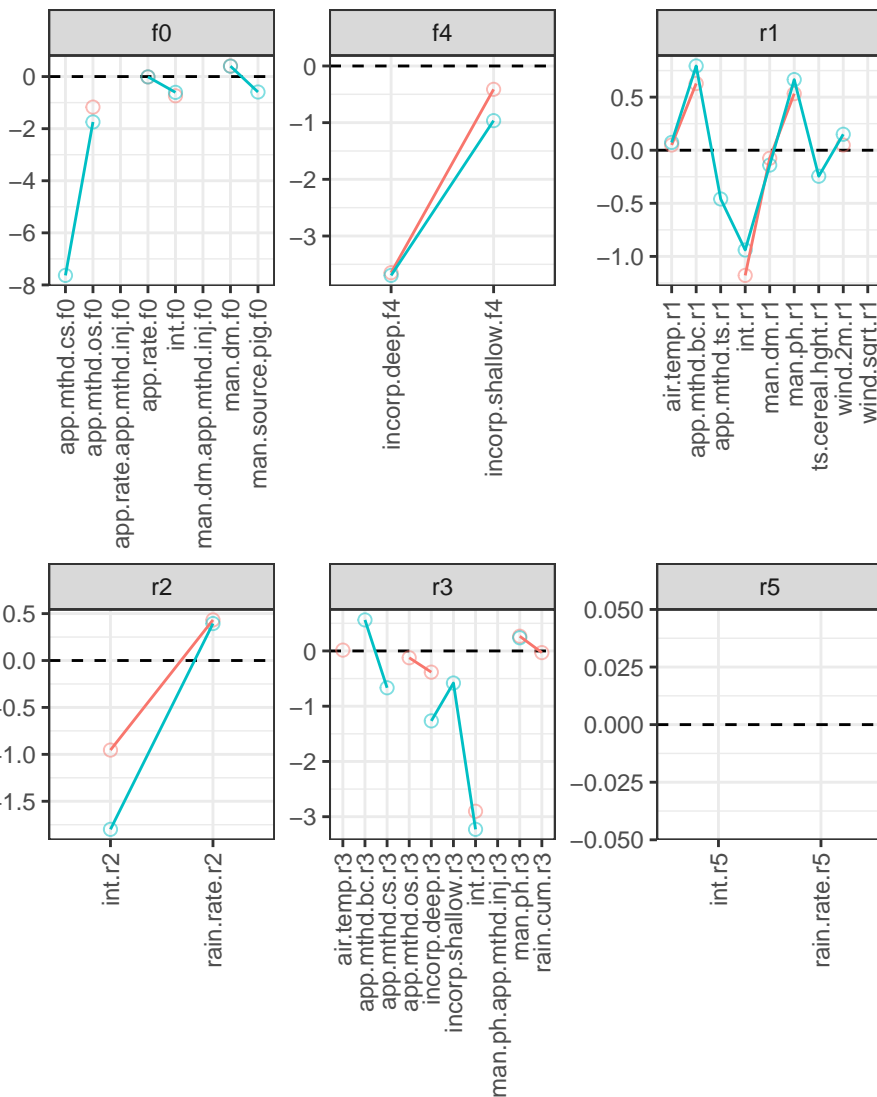 f0
f4
r1
0
−2
−4
−6
−8
0
−1
−2
−3
0.5
0.0
−0.5
−1.0
app.mthd.cs.f0
app.mthd.os.f0
app.rate.app.mthd.inj.f0
app.rate.f0
int.f0
man.dm.app.mthd.inj.f0
man.dm.f0
man.source.pig.f0
incorp.deep.f4
incorp.shallow.f4
air.temp.r1
app.mthd.bc.r1
app.mthd.ts.r1
int.r1
man.dm.r1
man.ph.r1
ts.cereal.hght.r1
wind.2m.r1
wind.sqrt.r1
r2
r3
r5
0.5
0.0
−0.5
−1.0
−1.5
0
−1
−2
−3
0.050
0.025
0.000
−0.025
−0.050
int.r2
rain.rate.r2
air.temp.r3
app.mthd.bc.r3
app.mthd.cs.r3
app.mthd.os.r3
incorp.deep.r3
incorp.shallow.r3
int.r3
man.ph.app.mthd.inj.r3
man.ph.r3
rain.cum.r3
int.r5
rain.rate.r5